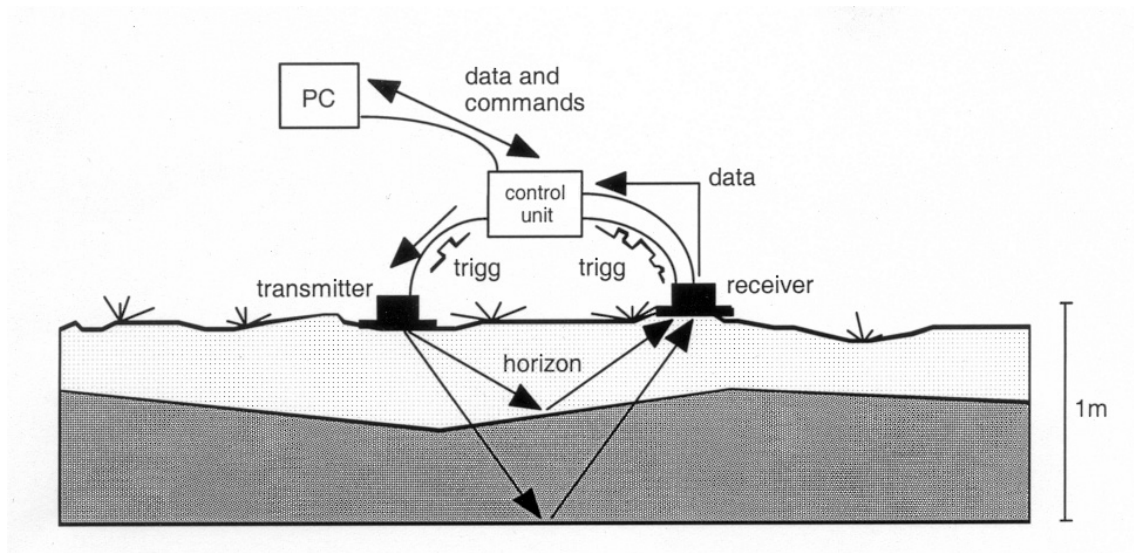 PC
data and
commands
control
unit
data
trigg
trigg
transmitter
receiver
horizon
1m